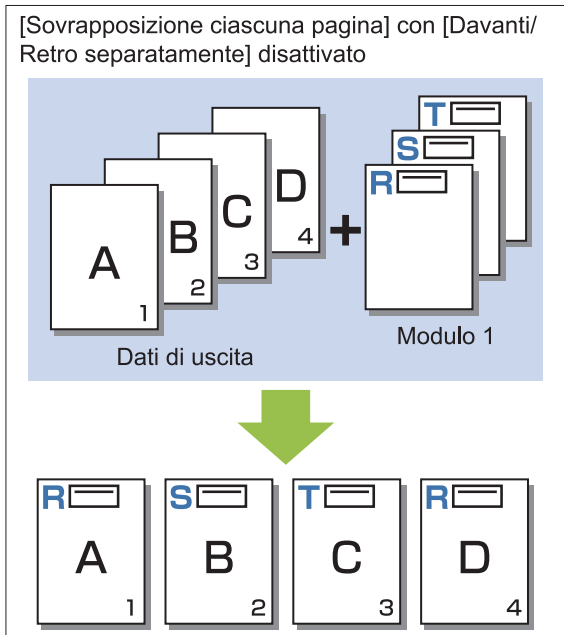 [Sovrapposizione ciascuna pagina] con [Davanti/
Retro separatamente] disattivato
A
1
B
2
C
3
D
4
+
R
S
T
Dati di uscita
Modulo 1
R
A
1
S
B
2
T
C
3
R
D
4